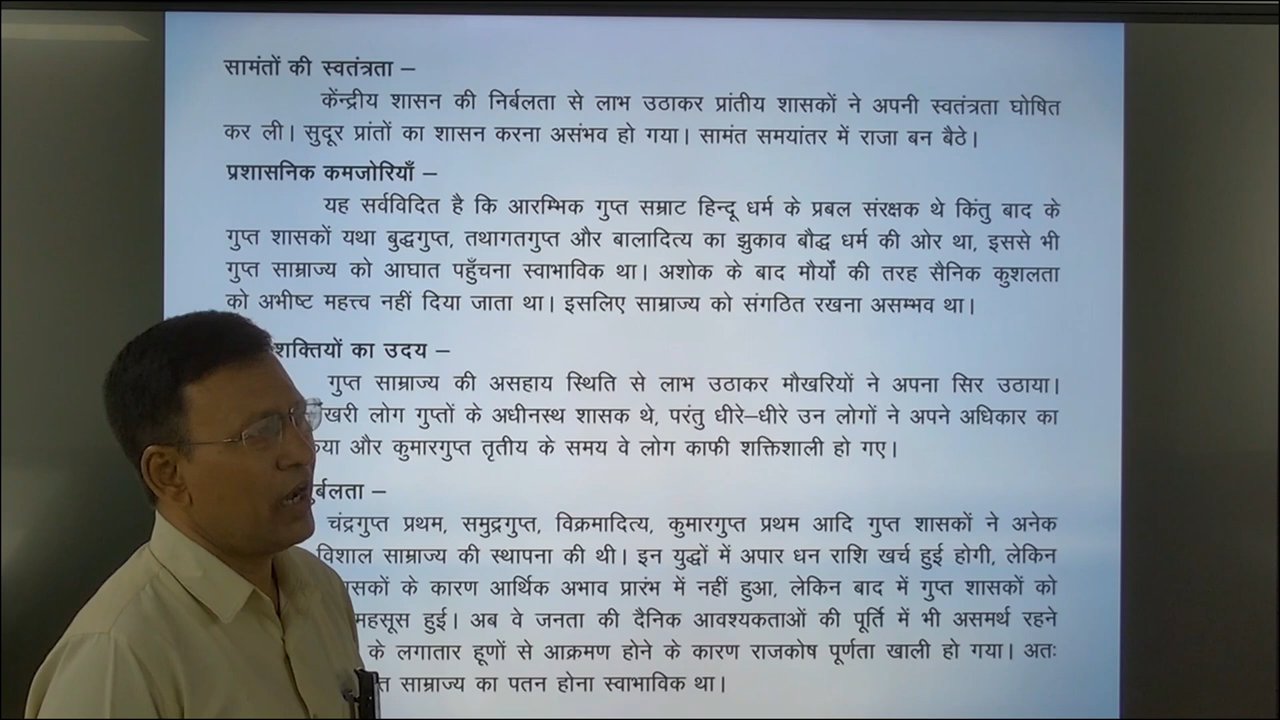 सामंतों की स्वतंत्रता –
केंन्द्रीय शासन की निर्बलता से लाभ उठाकर प्रांतीय शासकों ने अपनी स्वतंत्रता घोषित
कर ली। सुदूर प्रांतों का शासन करना असंभव हो गया। सामंत समयांतर में राजा बन बैठे।
प्रशासनिक कमजोरियाँ –
यह सर्वविदित है कि आरम्भिक गुप्त सम्राट हिन्दू धर्म के प्रबल संरक्षक थे किंतु बाद के
गुप्त शासकों यथा बुद्धगुप्त, तथागतगुप्त और बालादित्य का झुकाव बौद्ध धर्म की ओर था, इससे भी
गुप्त साम्राज्य को आघात पहुँचना स्वाभाविक था। अशोक के बाद मौर्यों की तरह सैनिक कुशलता
को अभीष्ट महत्त्व नहीं दिया जाता था। इसलिए साम्राज्य को संगठित रखना असम्भव था।
शक्तियों का उदय –
गुप्त साम्राज्य की असहाय स्थिति से लाभ उठाकर मौखरियों ने अपना सिर उठाया।
लोग गुप्तों के अधीनस्थ शासक थे, परंतु धीरे–धीरे उन लोगों ने अपने अधिकार का
और कुमारगुप्त तृतीय के समय वे लोग काफी शक्तिशाली हो गए।
चंद्रगुप्त प्रथम, समुद्रगुप्त, विक्रमादित्य, कुमारगुप्त प्रथम आदि गुप्त शासकों ने अनेक
विशाल साम्राज्य की स्थापना की थी। इन युद्धों में अपार धन राशि खर्च हुई होगी, लेकिन
के कारण आर्थिक अभाव प्रारंभ में नहीं हुआ, लेकिन बाद में गुप्त शासकों को
महसूस हुई। अब वे जनता की दैनिक आवश्यकताओं की पूर्ति में भी असमर्थ रहने
के लगातार हूणों से आक्रमण होने के कारण राजकोष पूर्णता खाली हो गया। अतः
साम्राज्य का पतन होना स्वाभाविक था।